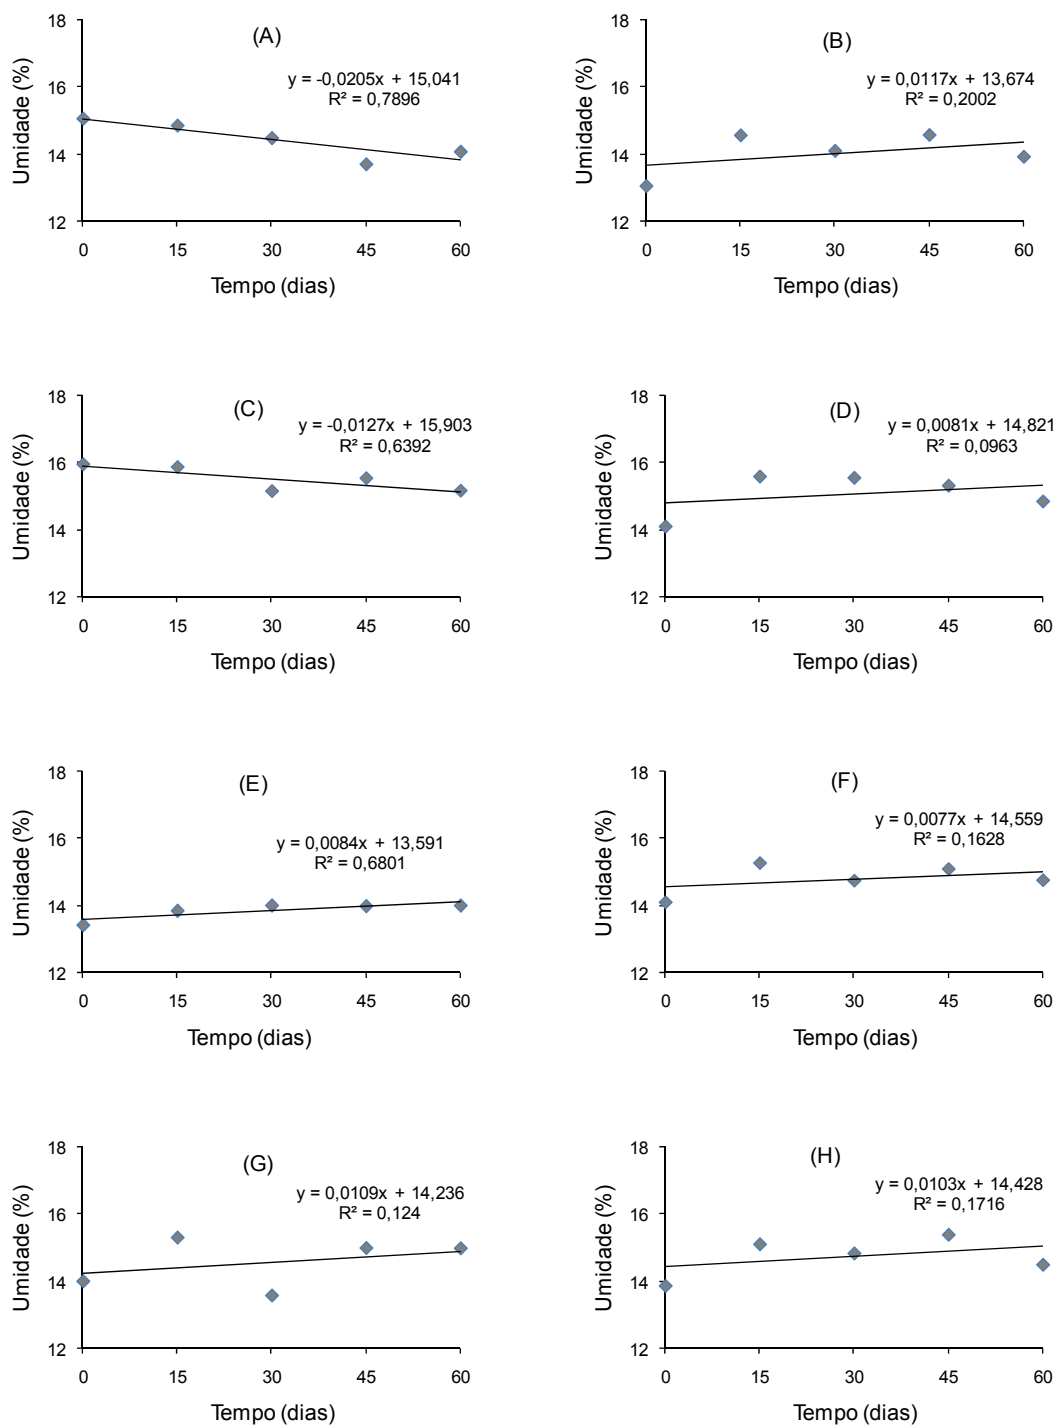 (A)
y = -0,0205x + 15,041
R² = 0,7896
Umidade (%)
18
16
14
12
0 15 30 45 60
Tempo (dias)
(B)
y = 0,0117x + 13,674
R² = 0,2002
Umidade (%)
18
16
14
12
0 15 30 45 60
Tempo (dias)
(C)
y = -0,0127x + 15,903
R² = 0,6392
Umidade (%)
18
16
14
12
0 15 30 45 60
Tempo (dias)
(D)
y = 0,0081x + 14,821
R² = 0,0963
Umidade (%)
18
16
14
12
0 15 30 45 60
Tempo (dias)
(E)
y = 0,0084x + 13,591
R² = 0,6801
Umidade (%)
18
16
14
12
0 15 30 45 60
Tempo (dias)
(F)
y = 0,0077x + 14,559
R² = 0,1628
Umidade (%)
18
16
14
12
0 15 30 45 60
Tempo (dias)
(G)
y = 0,0109x + 14,236
R² = 0,124
Umidade (%)
18
16
14
12
0 15 30 45 60
Tempo (dias)
(H)
y = 0,0103x + 14,428
R² = 0,1716
Umidade (%)
18
16
14
12
0 15 30 45 60
Tempo (dias)